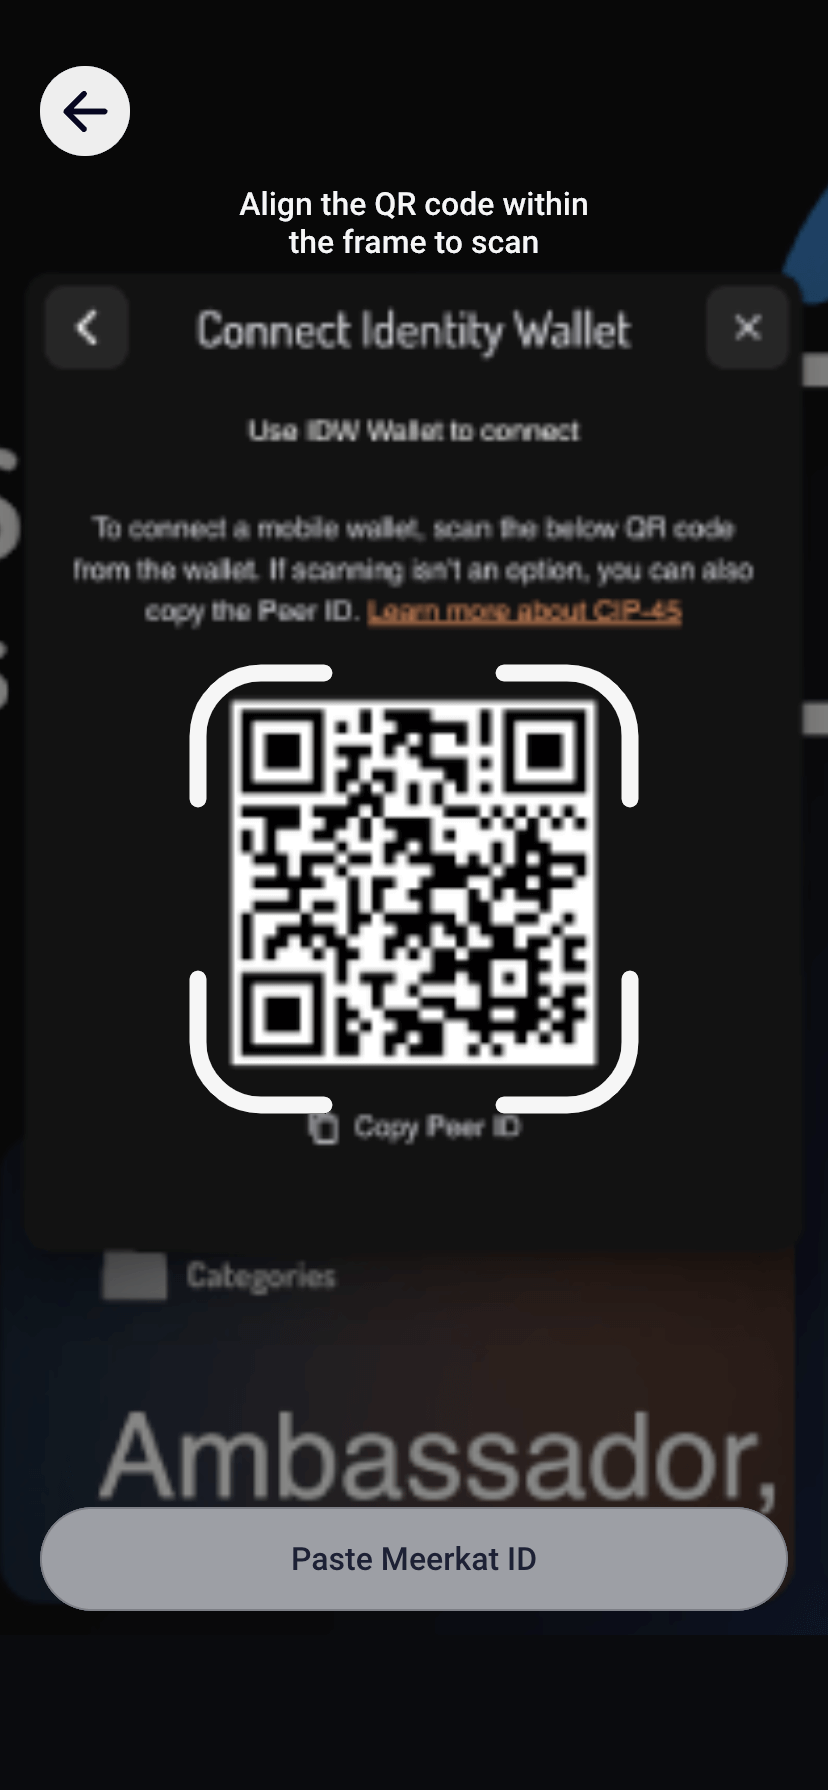 Align the QR code within
the frame to scan
Connect Identity Wallet
Use IDW Wallet to connect
To connect a mobile wallet, scan the below QR code
from the wallet. If scanning isn't an option, you can also
copy the Peer ID. Learn more about CIP-45
Copy Peer ID
Categories
Ambassador,
Paste Meerkat ID